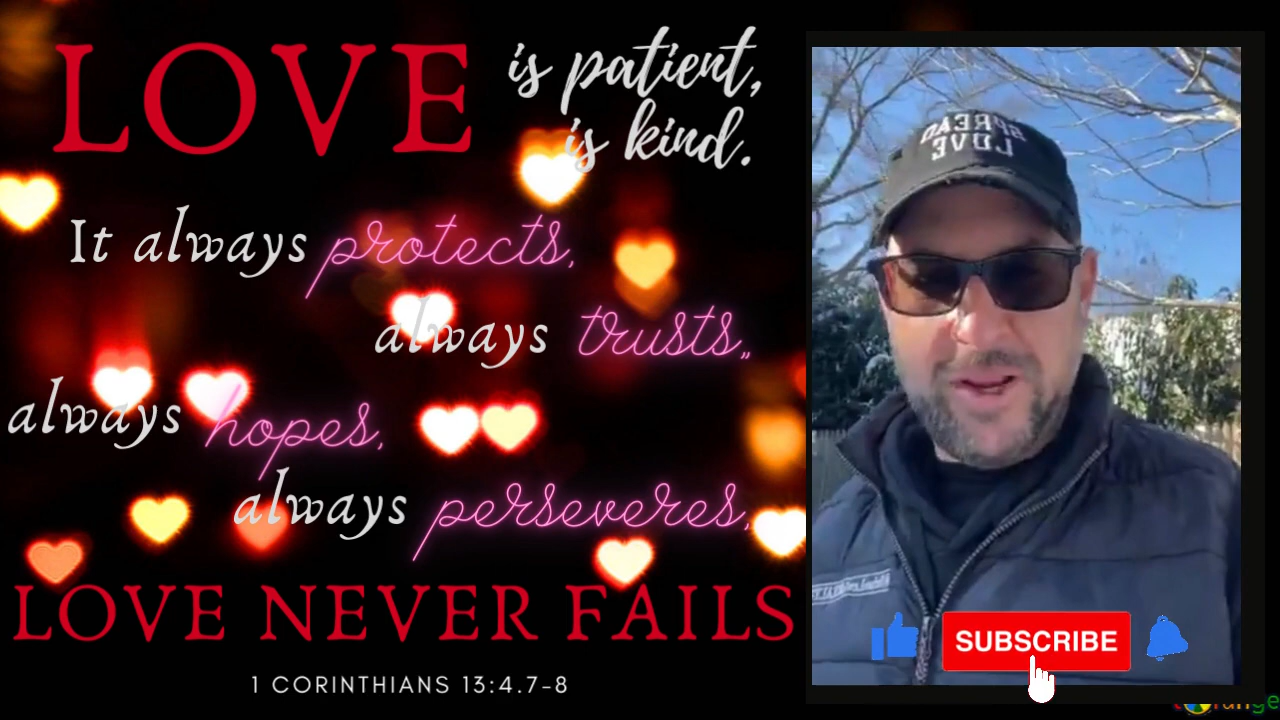 LOVE is patient,
is kind.
It always protects,
always trusts,,
always hopes,
always perseveres,
LOVE NEVER FAILS
1 CORINTHIANS 13:4.7-8
SPREAD
LOVE
SUBSCRIBE